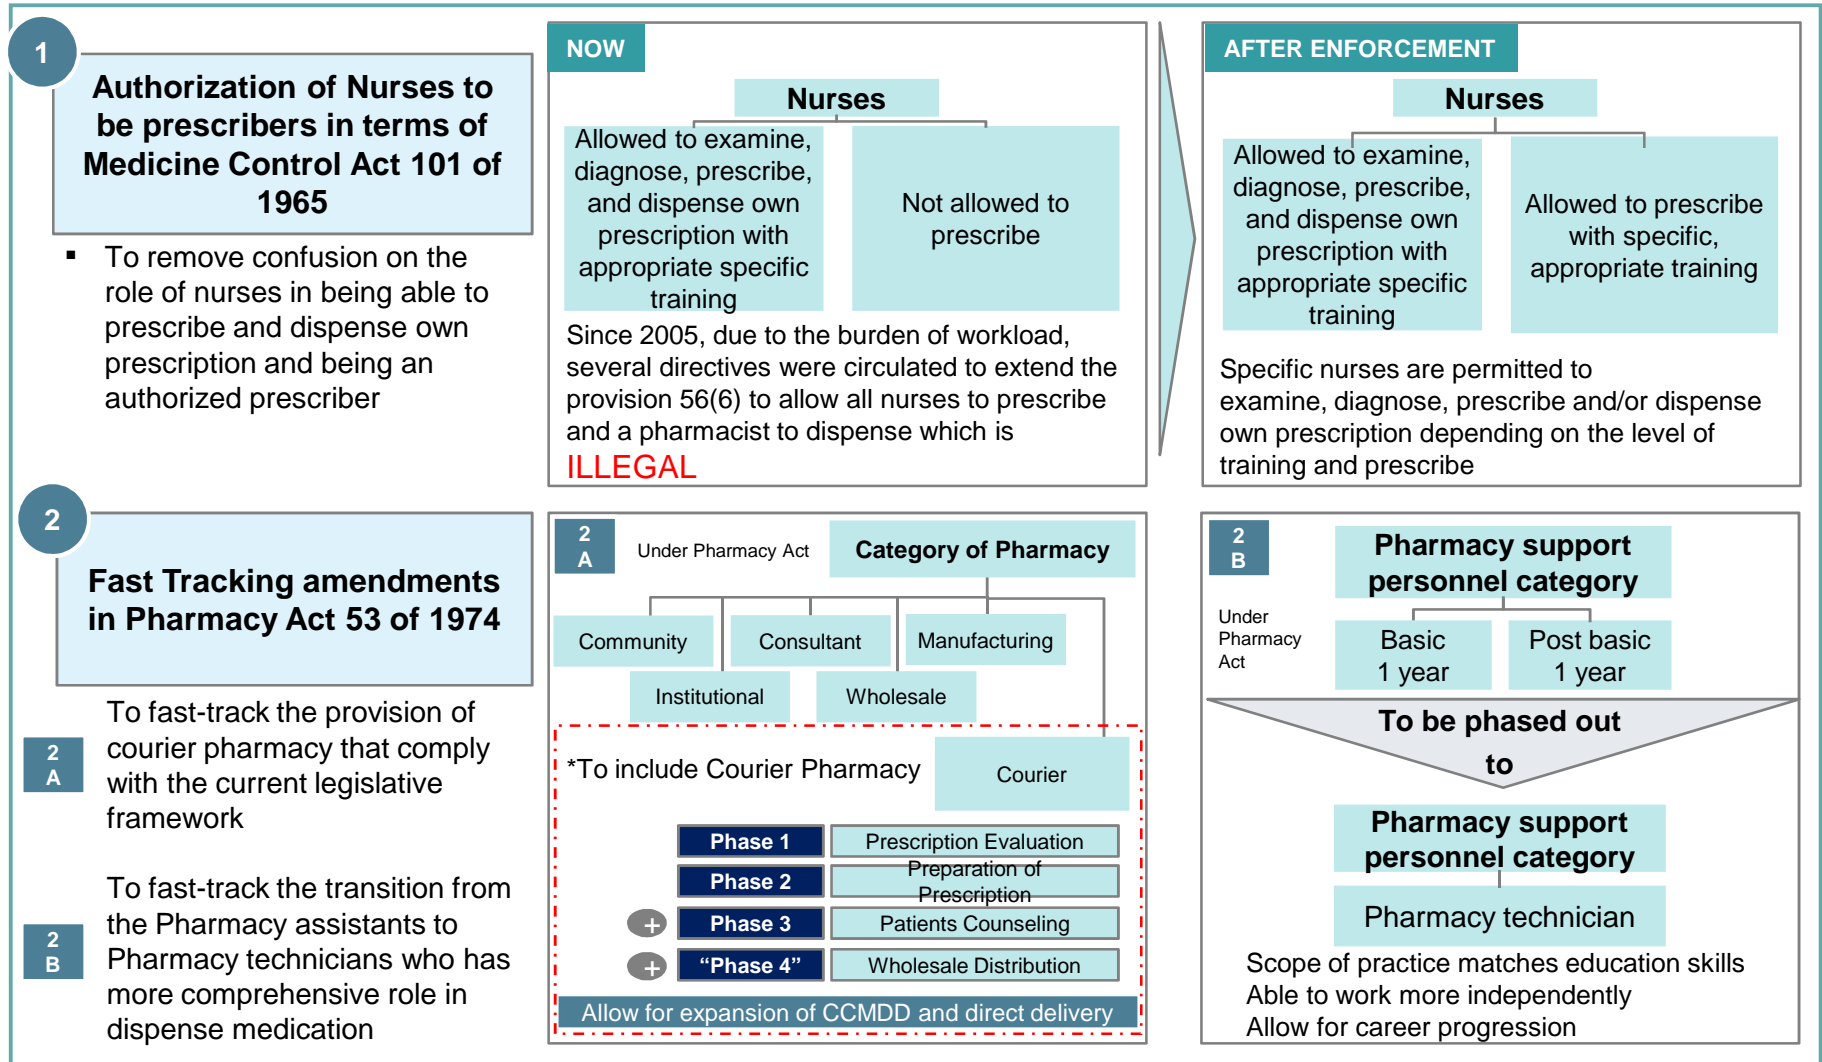 1
Authorization of Nurses to
be prescribers in terms of
Medicine Control Act 101 of
1965
▪ To remove confusion on the
role of nurses in being able to
prescribe and dispense own
prescription and being an
authorized prescriber
NOW
Nurses
Allowed to examine,
diagnose, prescribe,
and dispense own
prescription with
appropriate specific
training
Not allowed to
prescribe
Since 2005, due to the burden of workload,
several directives were circulated to extend the
provision 56(6) to allow all nurses to prescribe
and a pharmacist to dispense which is
ILLEGAL
AFTER ENFORCEMENT
Nurses
Allowed to examine,
diagnose, prescribe,
and dispense own
prescription with
appropriate specific
training
Allowed to prescribe
with specific,
appropriate training
Specific nurses are permitted to
examine, diagnose, prescribe and/or dispense
own prescription depending on the level of
training and prescribe
2
Fast Tracking amendments
in Pharmacy Act 53 of 1974
2
A
To fast-track the provision of
courier pharmacy that comply
with the current legislative
framework
2
B
To fast-track the transition from
the Pharmacy assistants to
Pharmacy technicians who has
more comprehensive role in
dispense medication
2
A
Under Pharmacy Act
Category of Pharmacy
Community
Consultant
Manufacturing
Institutional
Wholesale
*To include Courier Pharmacy
Courier
Phase 1
Prescription Evaluation
Phase 2
Preparation of
Prescription
+
Phase 3
Patients Counseling
+
“Phase 4”
Wholesale Distribution
Allow for expansion of CCMDD and direct delivery
2
B
Under
Pharmacy
Act
Pharmacy support
personnel category
Basic
1 year
Post basic
1 year
To be phased out
to
Pharmacy support
personnel category
Pharmacy technician
Scope of practice matches education skills
Able to work more independently
Allow for career progression